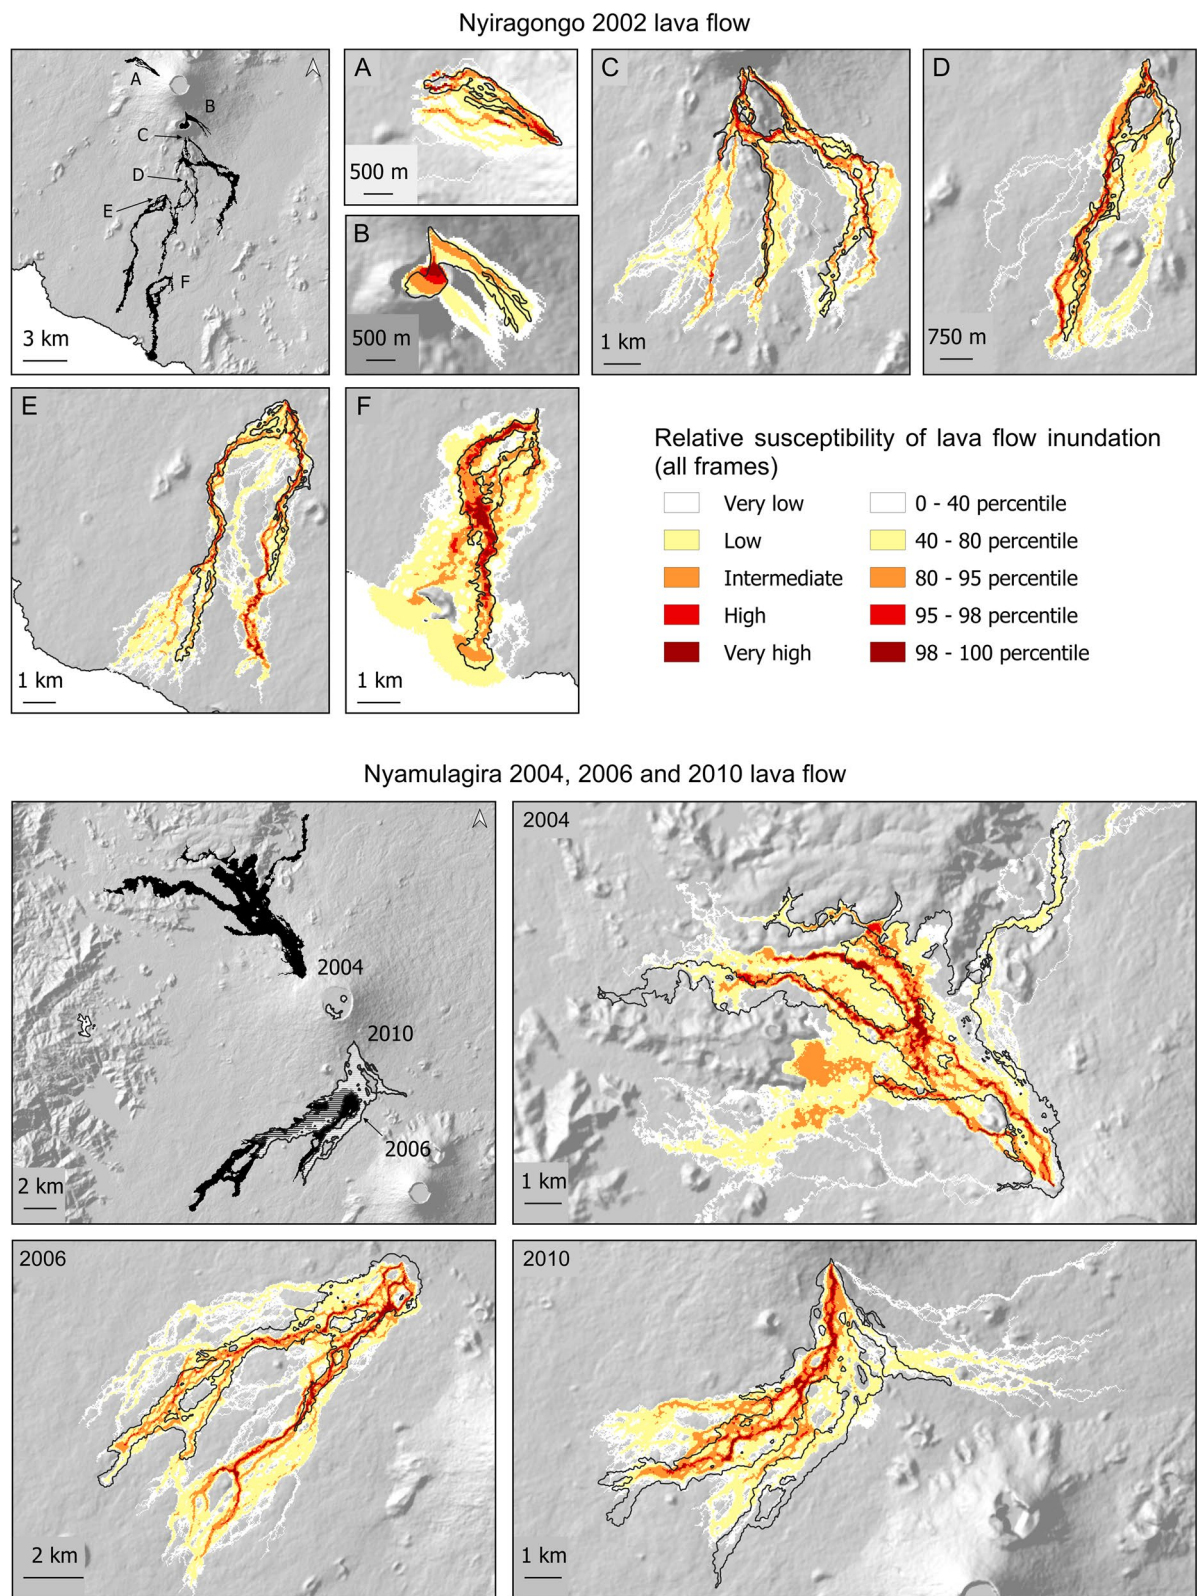 Nyiragongo 2002 lava flow
A
B
C
D
E
F
3 km
A
500 m
B
500 m
C
1 km
D
750 m
E
1 km
F
1 km
Relative susceptibility of lava flow inundation
(all frames)
Very low 0 - 40 percentile
Low 40 - 80 percentile
Intermediate 80 - 95 percentile
High 95 - 98 percentile
Very high 98 - 100 percentile
Nyamulagira 2004, 2006 and 2010 lava flow
2004
2010
2006
2 km
2004
1 km
2006
2 km
2010
1 km